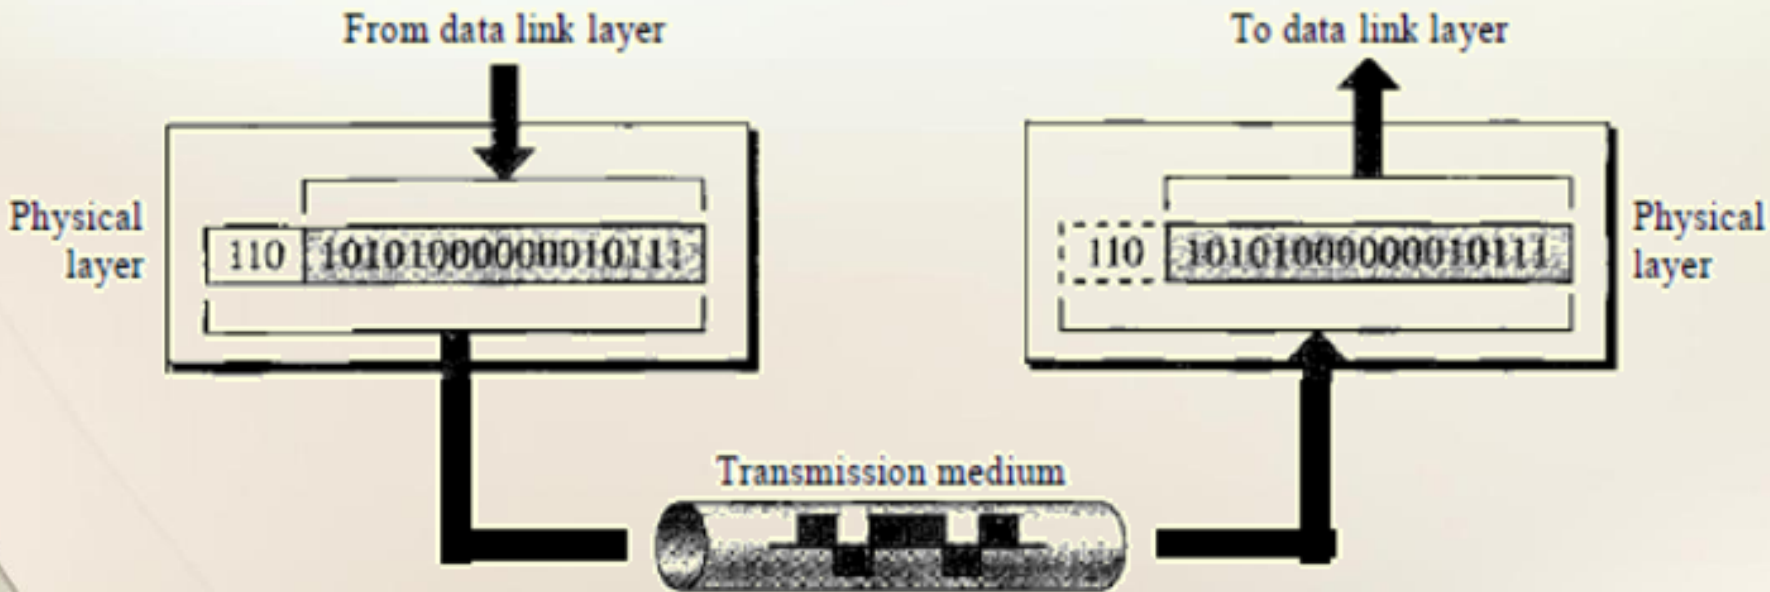 From data link layer
To data link layer
Physical
layer
110 10101000000010111
110 10101000000010111
Physical
layer
Transmission medium